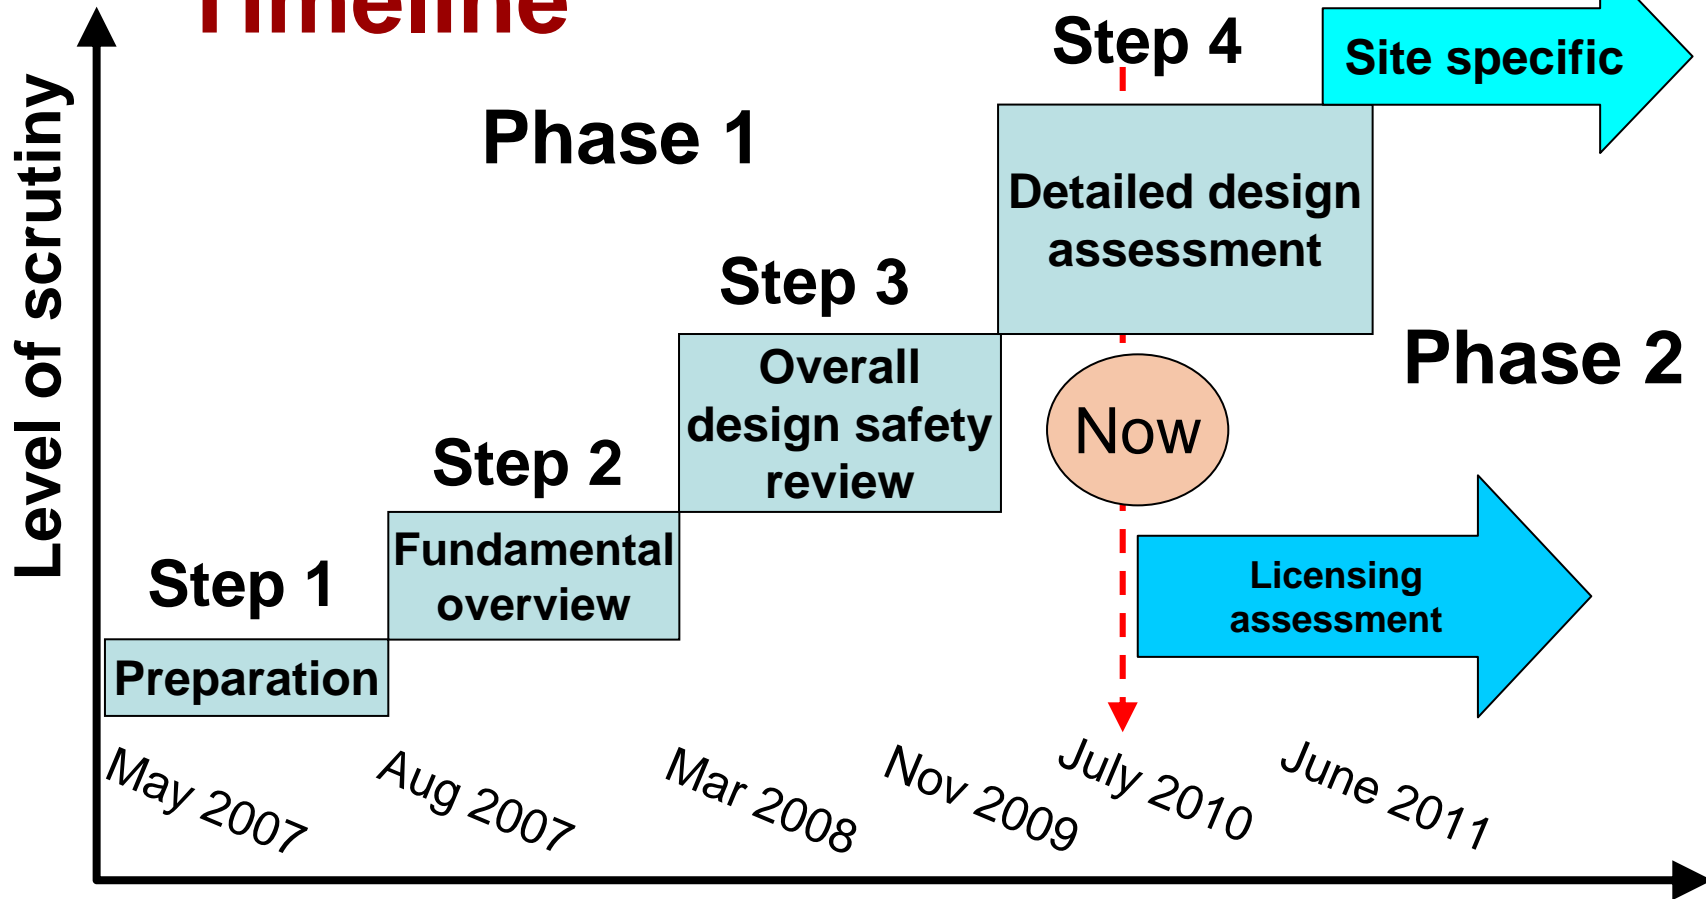 Timeline
Level of scrutiny
Phase 1
Step 4
Site specific
Detailed design
assessment
Step 3
Overall
design safety
review
Phase 2
Now
Step 2
Fundamental
overview
Step 1
Preparation
Licensing
assessment
May 2007
Aug 2007
Mar 2008
Nov 2009
July 2010
June 2011